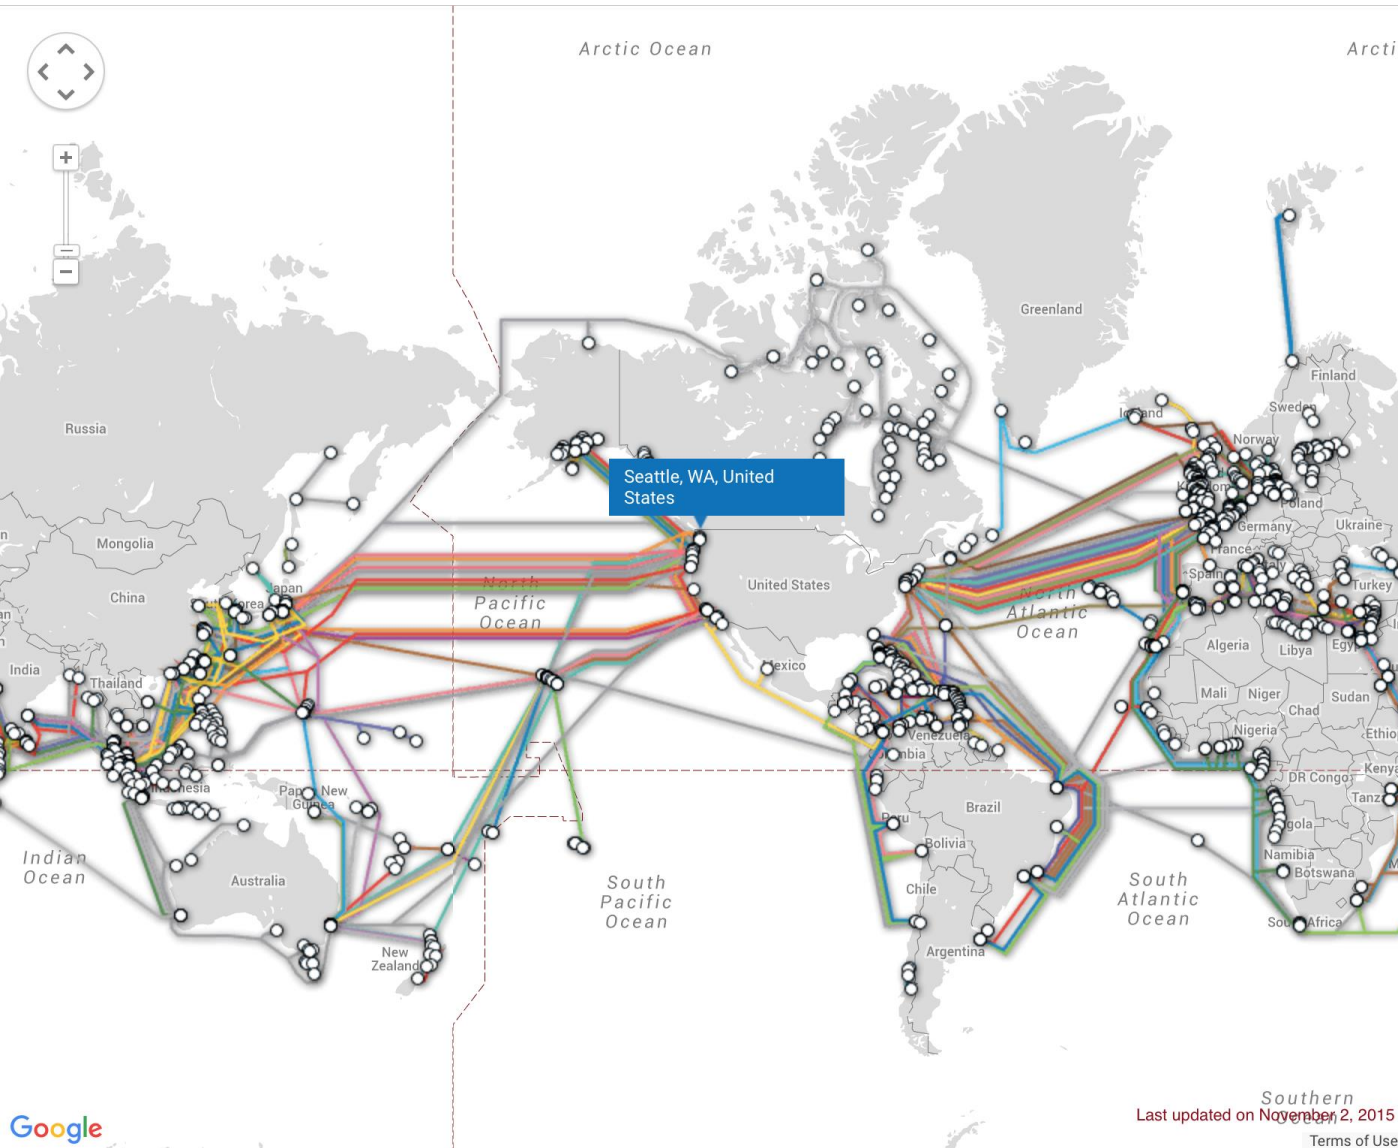 Arctic Ocean
Arcti
+
−
Greenland
Finland
Russia
Iceland
Sweden
Norway
Seattle, WA, United
States
Kingdom
Poland
Mongolia
Germany
Ukraine
France
Italy
Spain
Turkey
China
Japan
Korea
United States
North
Pacific
Ocean
North
Atlantic
Ocean
India
Thailand
Mexico
Algeria
Libya
Egypt
Mali
Niger
Sudan
Chad
Nigeria
Venezuela
Ethio
Colombia
DR Congo
Kenya
Indonesia
Papua New
Guinea
Brazil
Tanz
Peru
Angola
Bolivia
Namibia
Botswana
Indian
Ocean
Australia
Chile
South
Pacific
Ocean
South
Atlantic
Ocean
South Africa
Argentina
New
Zealand
Southern
Ocean
Last updated on November 2, 2015
Google
Terms of Use